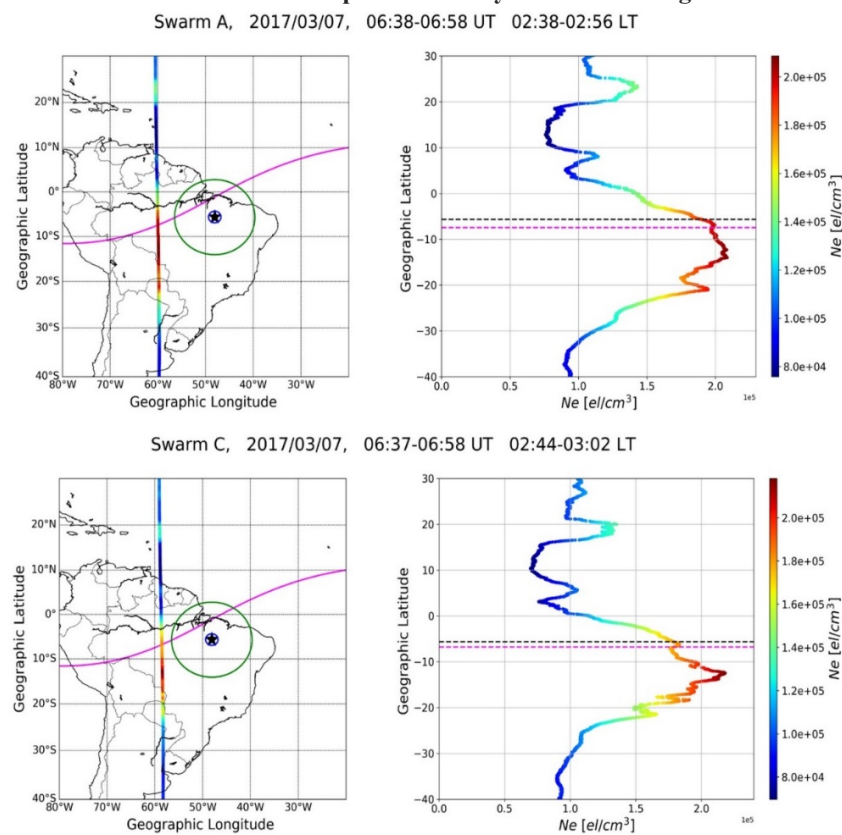 Swarm A, 2017/03/07, 06:38-06:58 UT 02:38-02:56 LT
Geographic Latitude
20°N
10°N
0°
10°S
20°S
30°S
40°S
80°W 70°W 60°W 50°W 40°W 30°W
Geographic Longitude
Geographic Latitude
30
20
10
0
−10
−20
−30
−40
0.0 0.5 1.0 1.5 2.0
1e5
Ne [el/cm³]
2.0e+05
1.8e+05
1.6e+05
1.4e+05
1.2e+05
1.0e+05
8.0e+04
Ne [el/cm³]
Swarm C, 2017/03/07, 06:37-06:58 UT 02:44-03:02 LT
Geographic Latitude
20°N
10°N
0°
10°S
20°S
30°S
40°S
80°W 70°W 60°W 50°W 40°W 30°W
Geographic Longitude
Geographic Latitude
30
20
10
0
−10
−20
−30
−40
0.0 0.5 1.0 1.5 2.0
1e5
Ne [el/cm³]
2.0e+05
1.8e+05
1.6e+05
1.4e+05
1.2e+05
1.0e+05
8.0e+04
Ne [el/cm³]